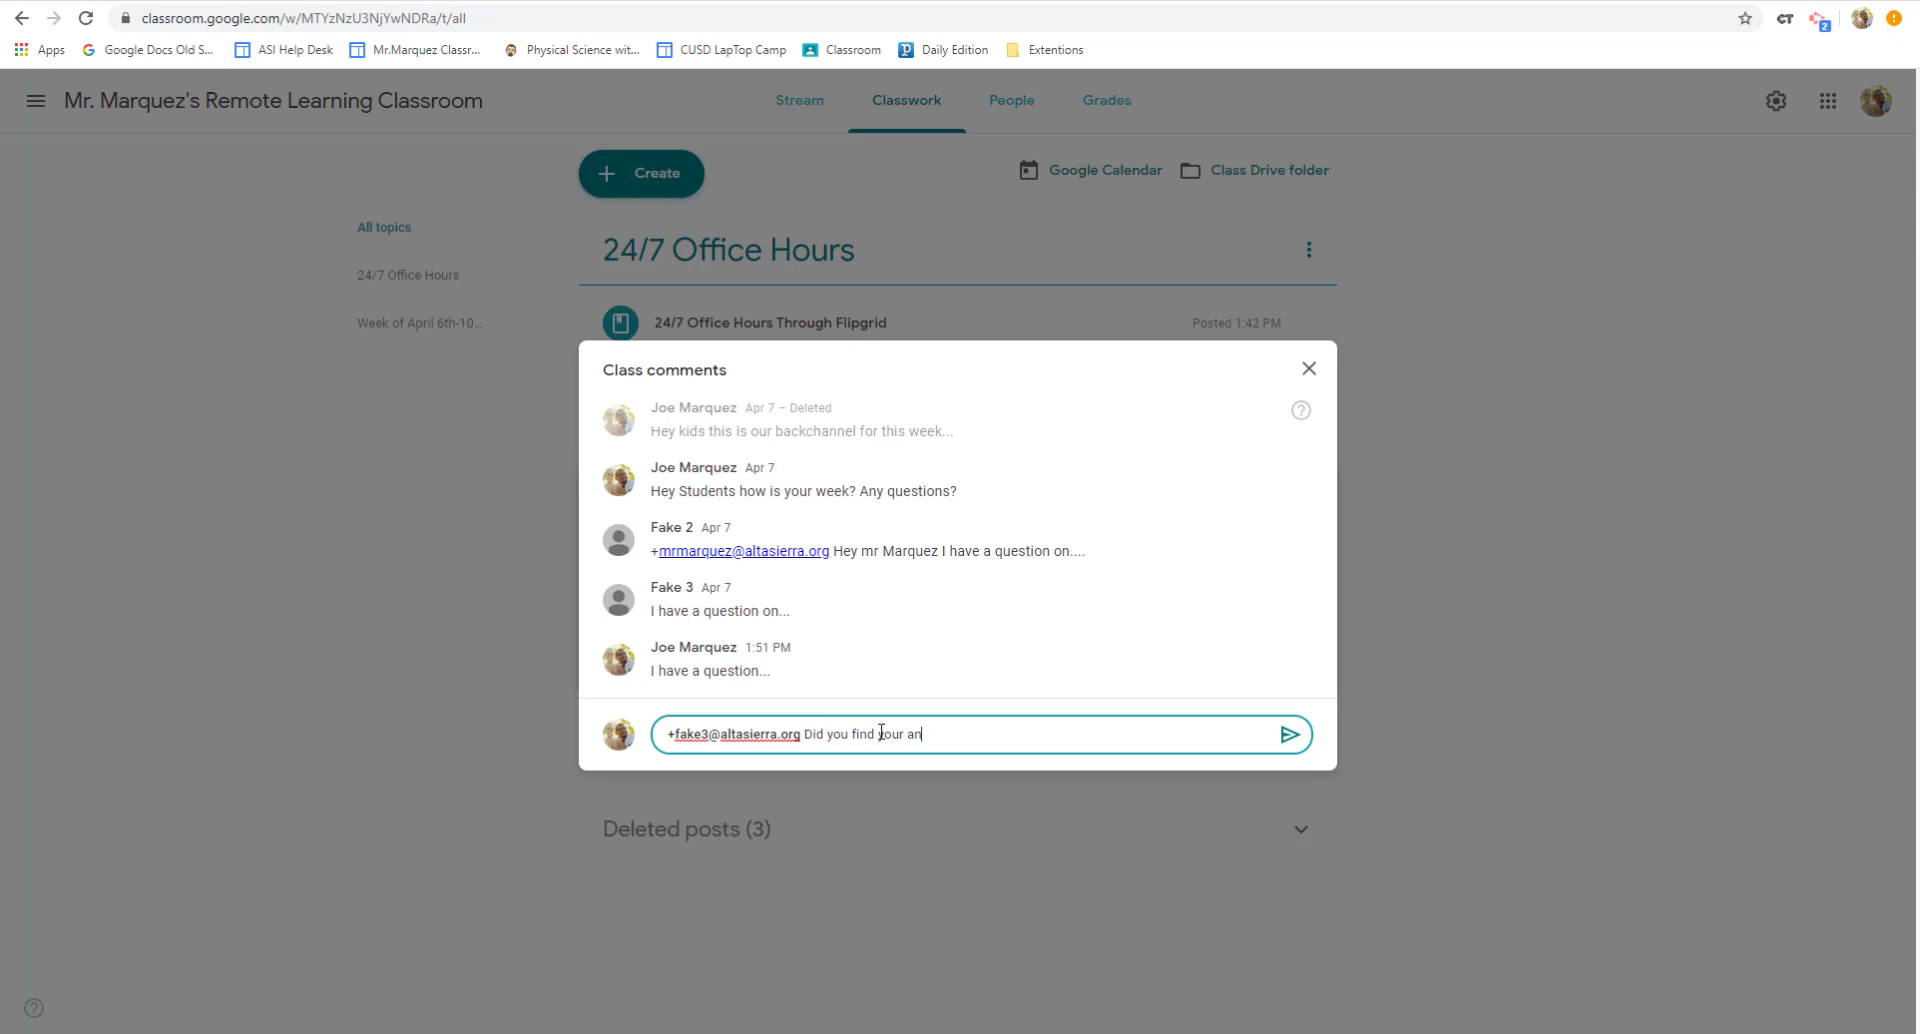 classroom.google.com/w/MTYzNzU3NjYwNDRa/t/all
CT
2
Apps
Google Docs Old S...
ASI Help Desk
Mr.Marquez Classr...
Physical Science wit...
CUSD LapTop Camp
Classroom
Daily Edition
Extentions
Mr. Marquez's Remote Learning Classroom
Stream
Classwork
People
Grades
Create
Google Calendar
Class Drive folder
All topics
24/7 Office Hours
Week of April 6th-10...
24/7 Office Hours
24/7 Office Hours Through Flipgrid
Posted 1:42 PM
Class comments
Joe Marquez Apr 7 – Deleted
Hey kids this is our backchannel for this week...
Joe Marquez Apr 7
Hey Students how is your week? Any questions?
Fake 2 Apr 7
+mrmarquez@altasierra.org Hey mr Marquez I have a question on....
Fake 3 Apr 7
I have a question on...
Joe Marquez 1:51 PM
I have a question...
+fake3@altasierra.org Did you find your an
Deleted posts (3)